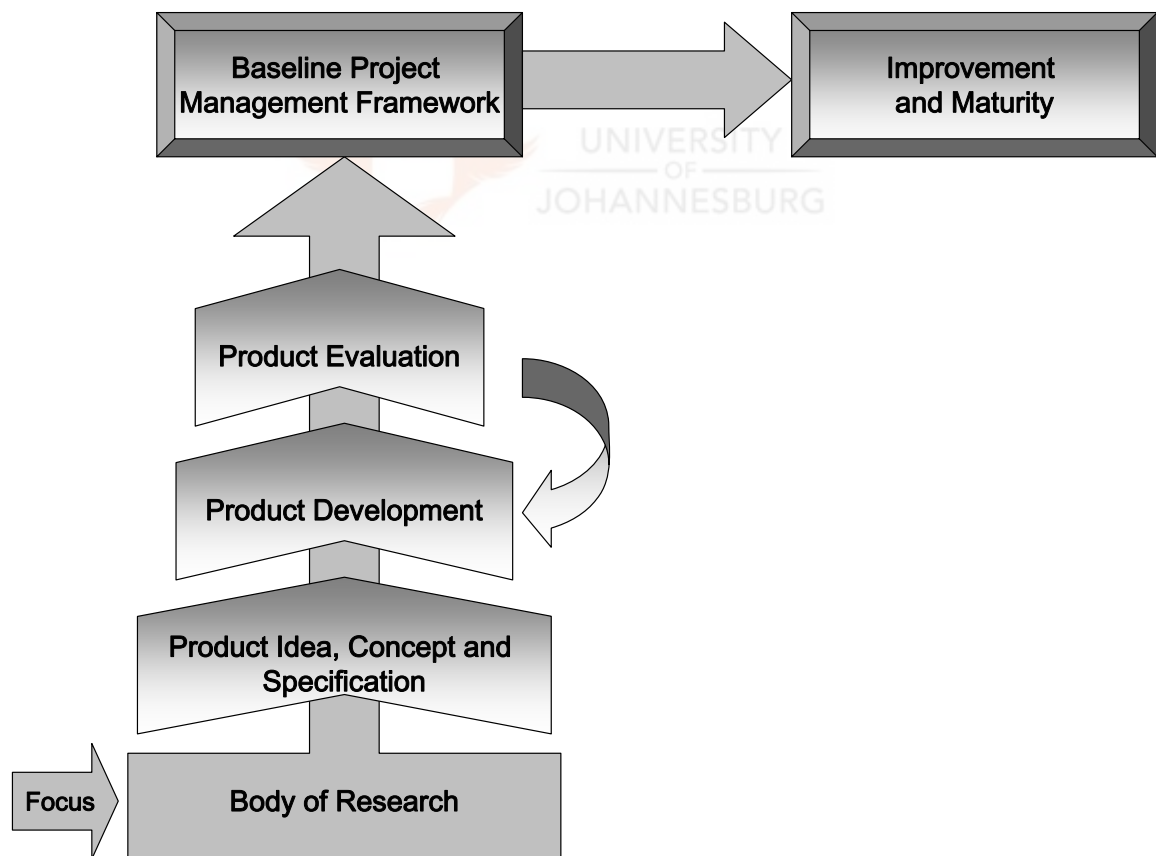 Baseline Project
Management Framework
Improvement
and Maturity
UNIVERSITY
OF
JOHANNESBURG
Product Evaluation
Product Development
Product Idea, Concept and
Specification
Focus
Body of Research